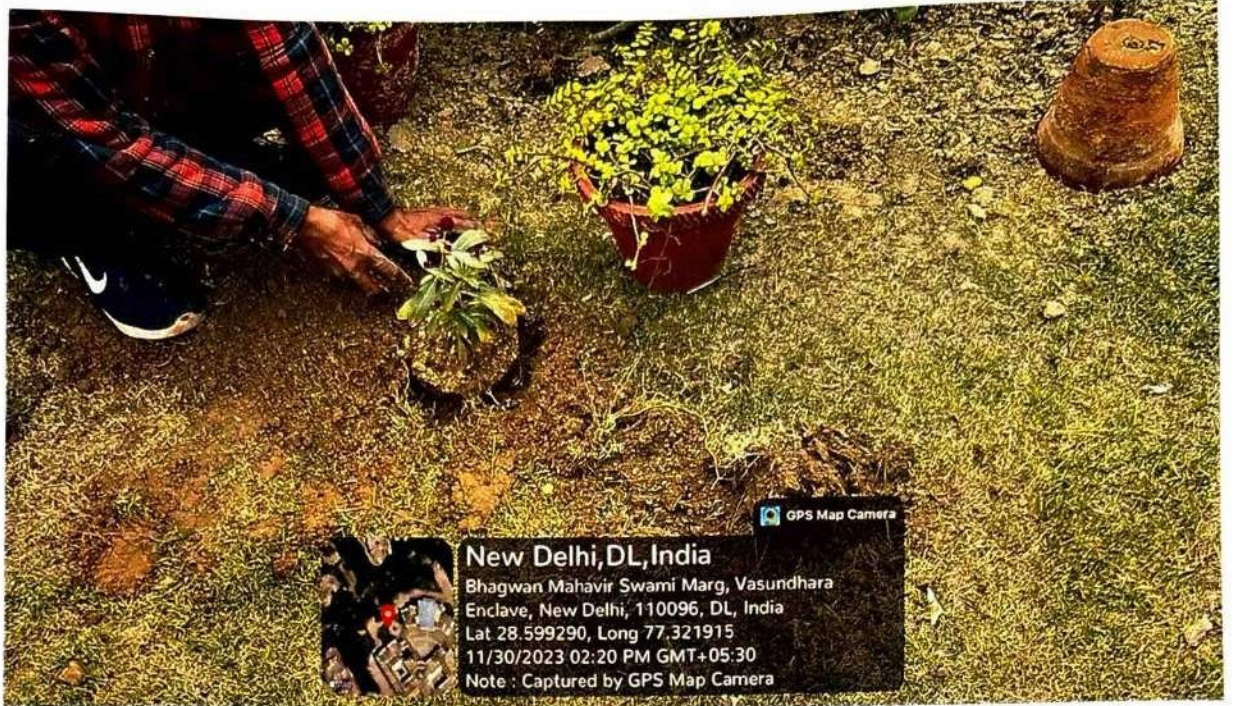 GPS Map Camera
New Delhi,DL,India
Bhagwan Mahavir Swami Marg, Vasundhara
Enclave, New Delhi, 110096, DL, India
Lat 28.599290, Long 77.321915
11/30/2023 02:20 PM GMT+05:30
Note : Captured by GPS Map Camera